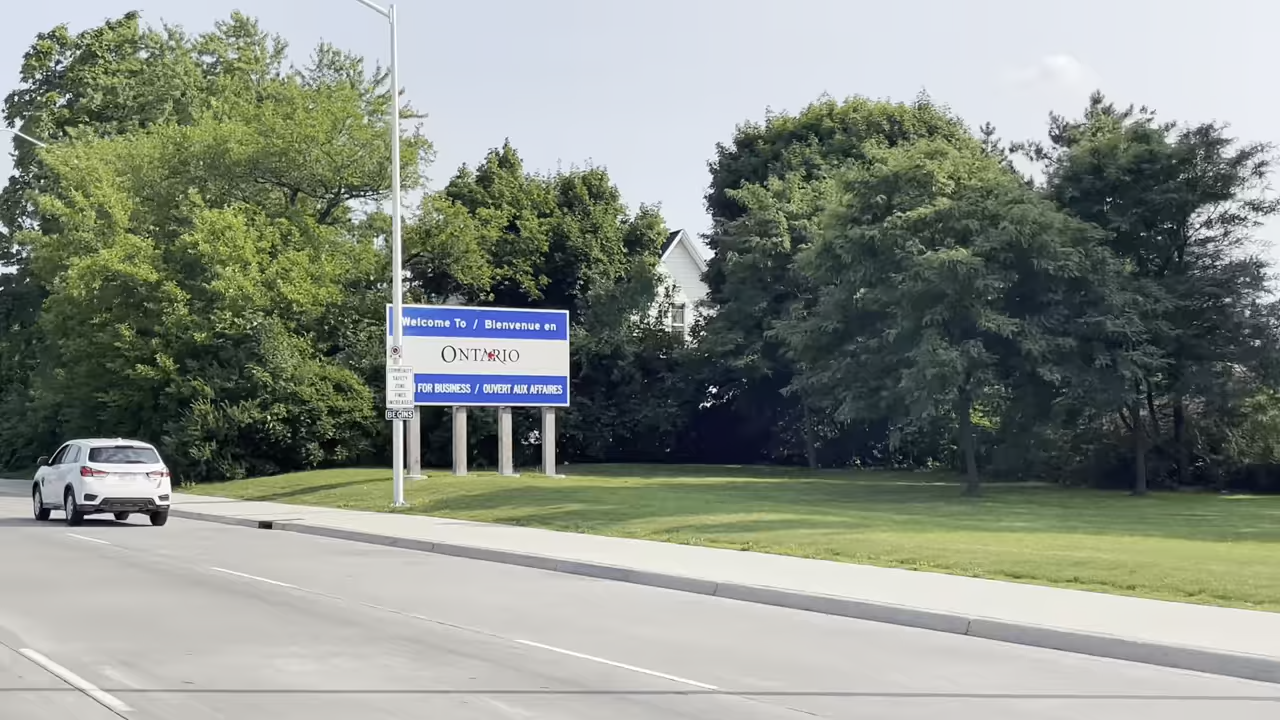 Welcome To / Bienvenue en
ONTARIO
FOR BUSINESS / OUVERT AUX AFFAIRES
COMMUNITY
SAFETY
ZONE
FINES
INCREASED
BEGINS